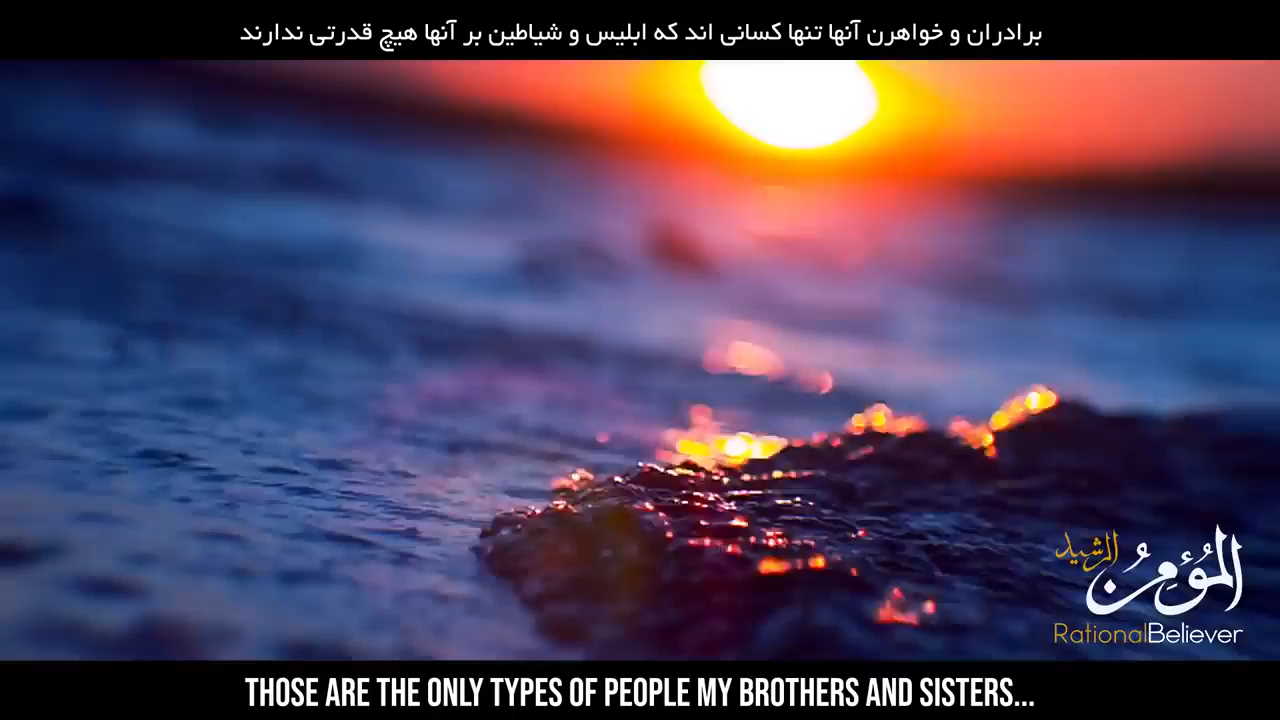 برادران و خواهرن آنها تنها کسانی اند که ابلیس و شیاطین بر آنها هیچ قدرتی ندارند
المؤمن الرشيد
RationalBeliever
THOSE ARE THE ONLY TYPES OF PEOPLE MY BROTHERS AND SISTERS...